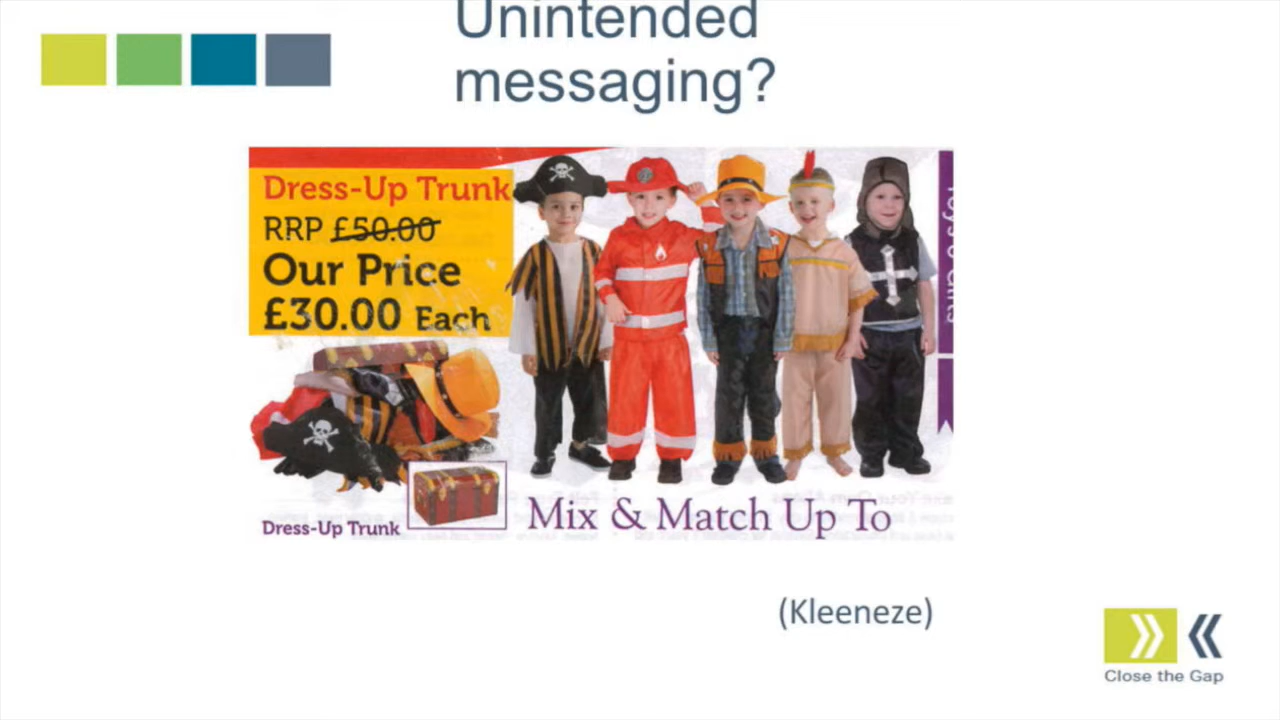 Unintended
messaging?
Dress-Up Trunk
RRP £50.00
Our Price
£30.00 Each
Dress-Up Trunk
Mix & Match Up To
(Kleeneze)
Close the Gap